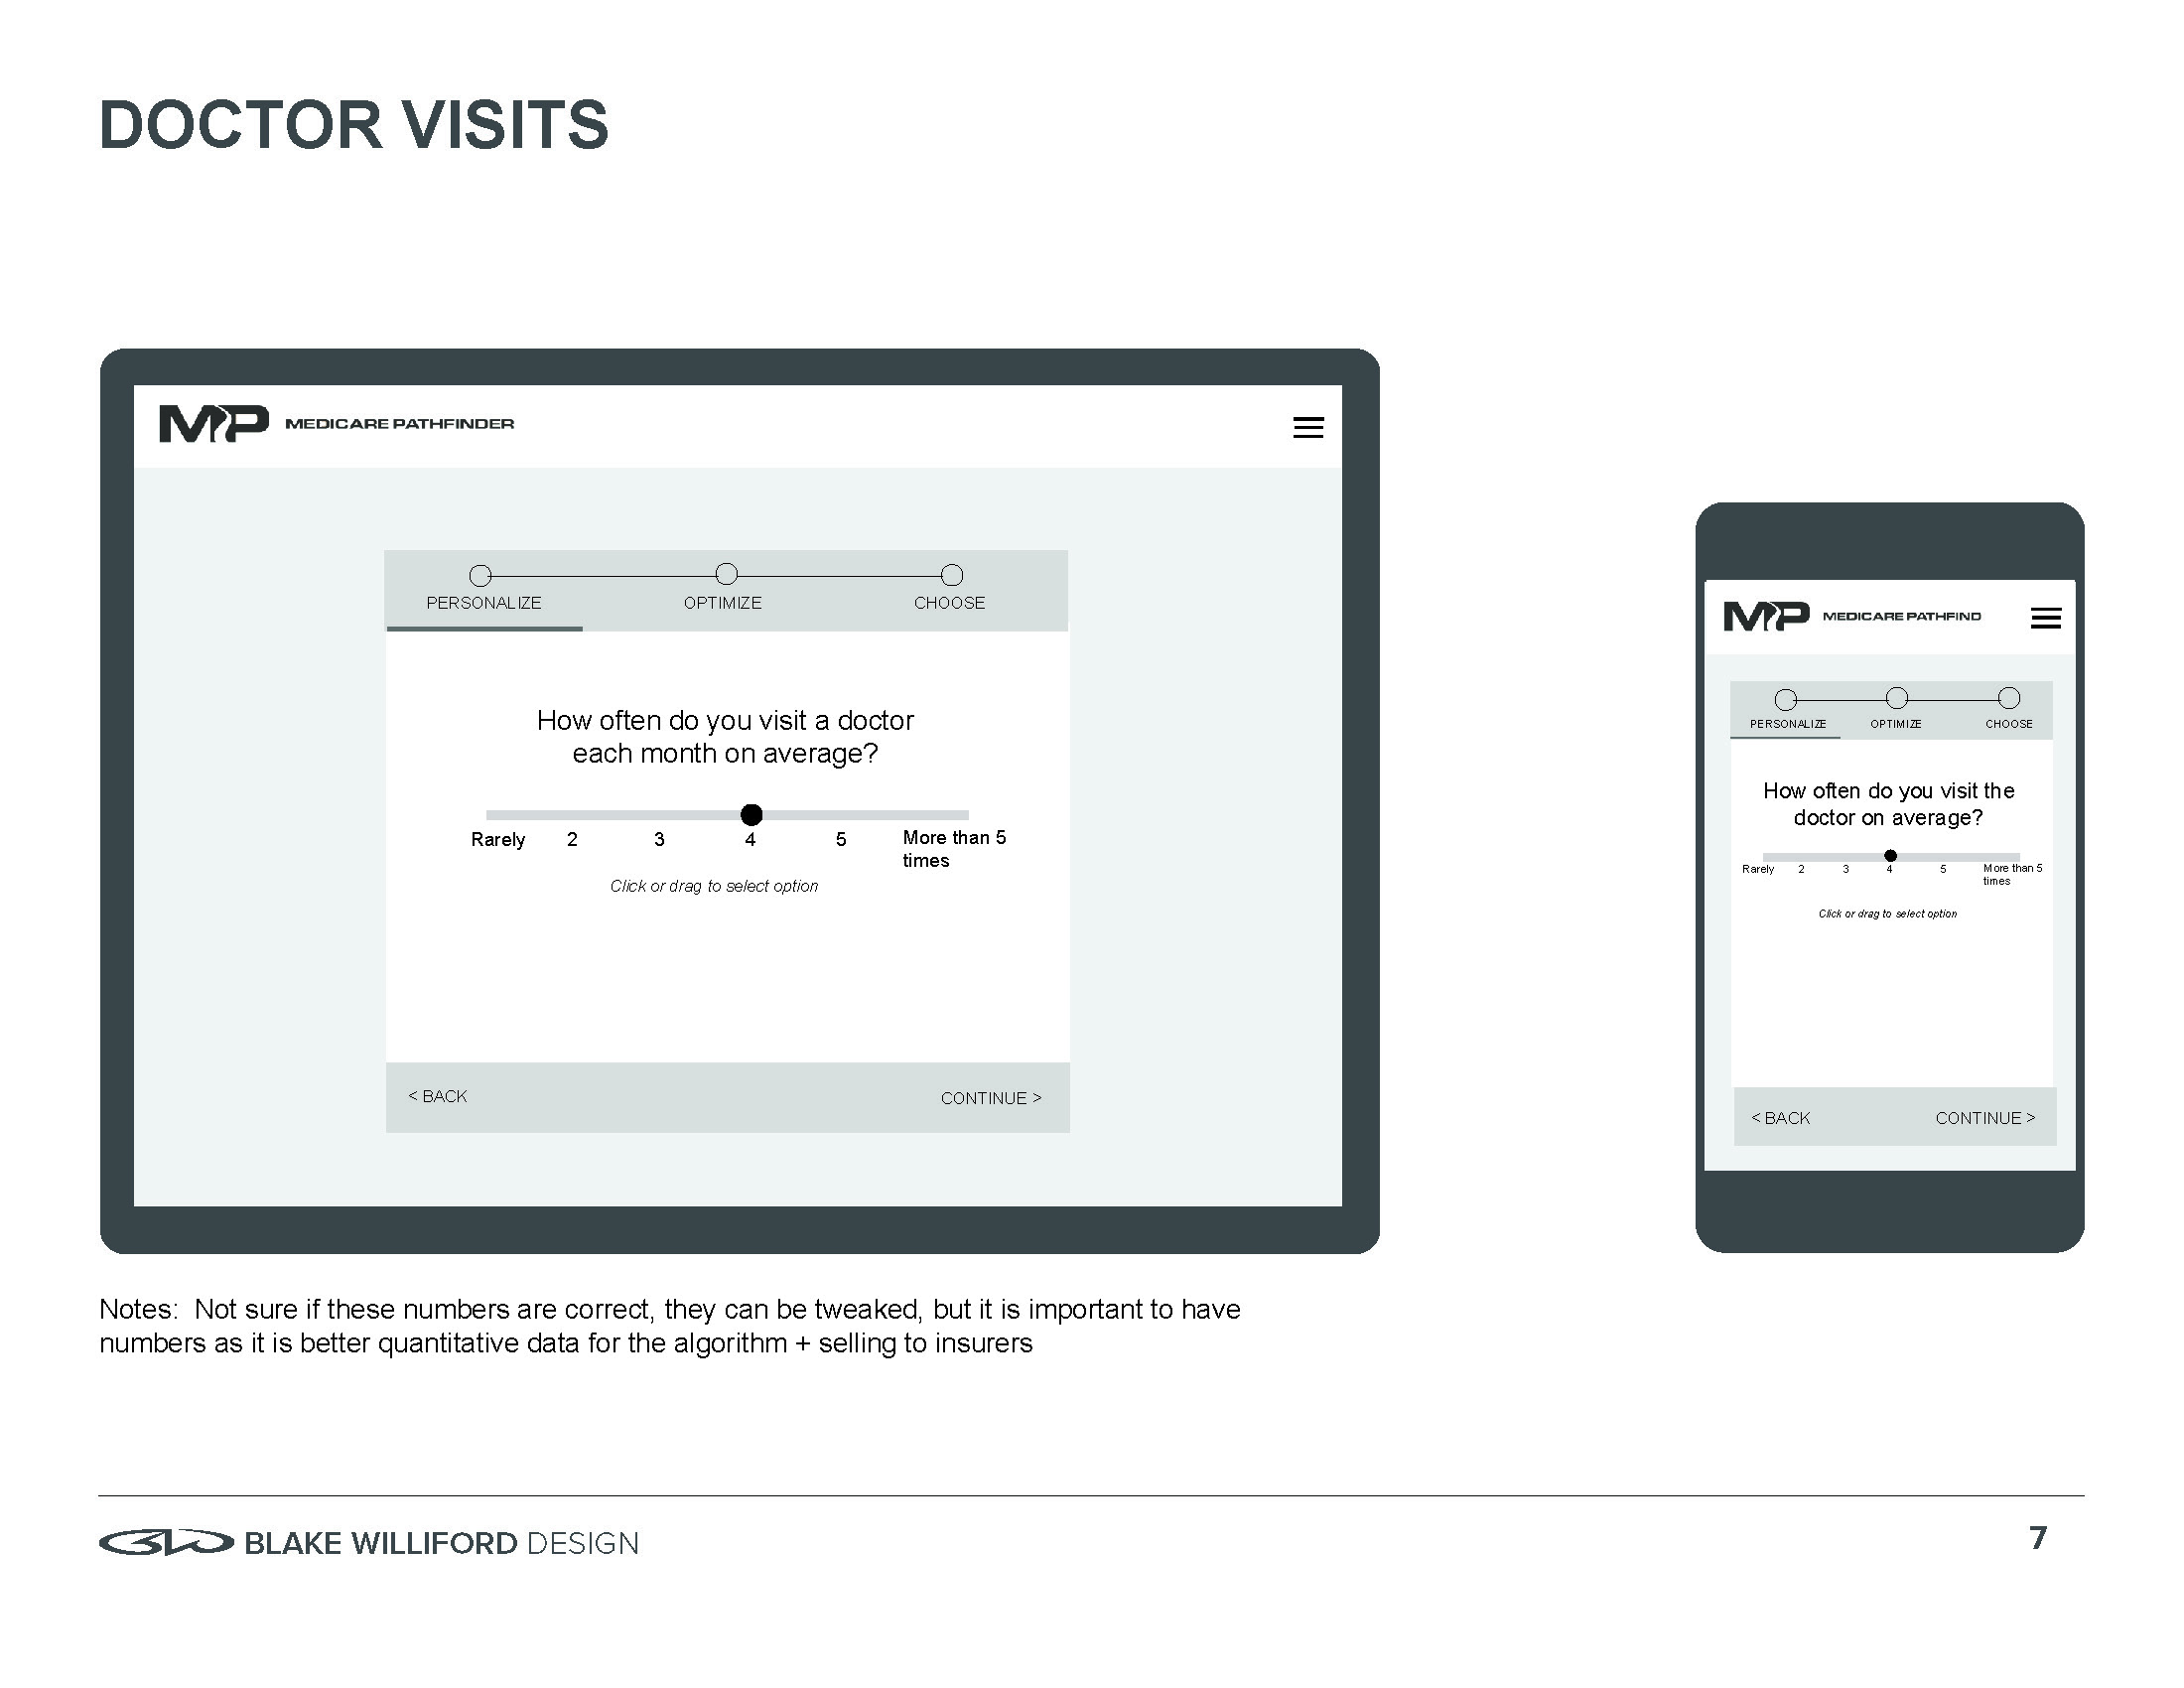 DOCTOR VISITS
MP MEDICARE PATHFINDER
PERSONALIZE OPTIMIZE CHOOSE
How often do you visit a doctor
each month on average?
Rarely 2 3 4 5 More than 5
times
Click or drag to select option
< BACK CONTINUE >
MP MEDICARE PATHFIND
PERSONALIZE OPTIMIZE CHOOSE
How often do you visit the
doctor on average?
Rarely 2 3 4 5 More than 5
times
Click or drag to select option
< BACK CONTINUE >
Notes: Not sure if these numbers are correct, they can be tweaked, but it is important to have
numbers as it is better quantitative data for the algorithm + selling to insurers
BLAKE WILLIFORD DESIGN
7